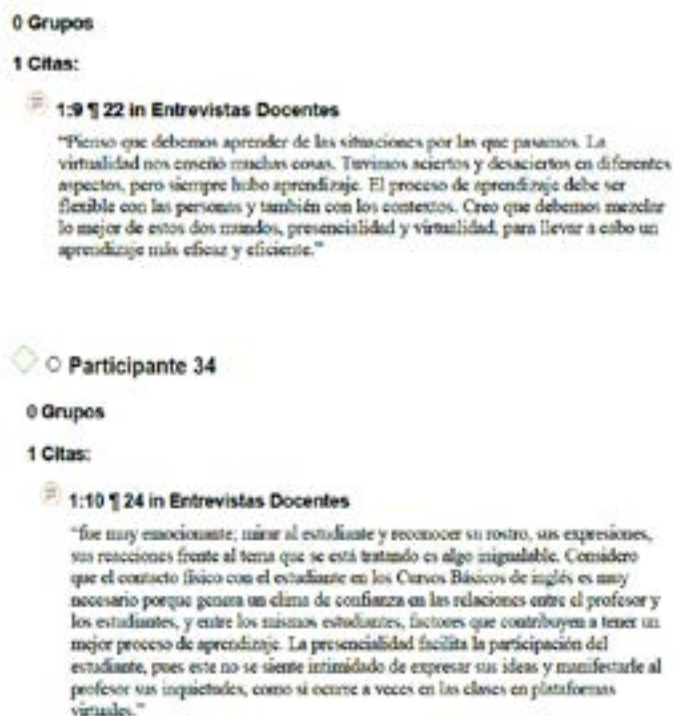 0 Grupos
1 Citas:
1:9 ¶ 22 in Entrevistas Docentes
“Pienso que debemos aprender de las situaciones por las que pasamos. La
virtualidad nos enseñó muchas cosas. Tuvimos aciertos y desaciertos en diferentes
aspectos, pero siempre hubo aprendizaje. El proceso de aprendizaje debe ser
flexible con las personas y también con los contextos. Creo que debemos mezclar
lo mejor de estos dos mundos, presencialidad y virtualidad, para llevar a cabo un
aprendizaje más eficaz y eficiente.”
○ Participante 34
0 Grupos
1 Citas:
1:10 ¶ 24 in Entrevistas Docentes
“fue muy emocionante; mirar al estudiante y reconocer su rostro, sus expresiones,
sus reacciones frente al tema que se está tratando es algo inigualable. Considero
que el contacto físico con el estudiante en los Cursos Básicos de inglés es muy
necesario porque genera un clima de confianza en las relaciones entre el profesor y
los estudiantes, y entre los mismos estudiantes, factores que contribuyen a tener un
mejor proceso de aprendizaje. La presencialidad facilita la participación del
estudiante, pues este no se siente intimidado de expresar sus ideas y manifestarle al
profesor sus inquietudes, como si ocurre a veces en las clases en plataformas
virtuales.”